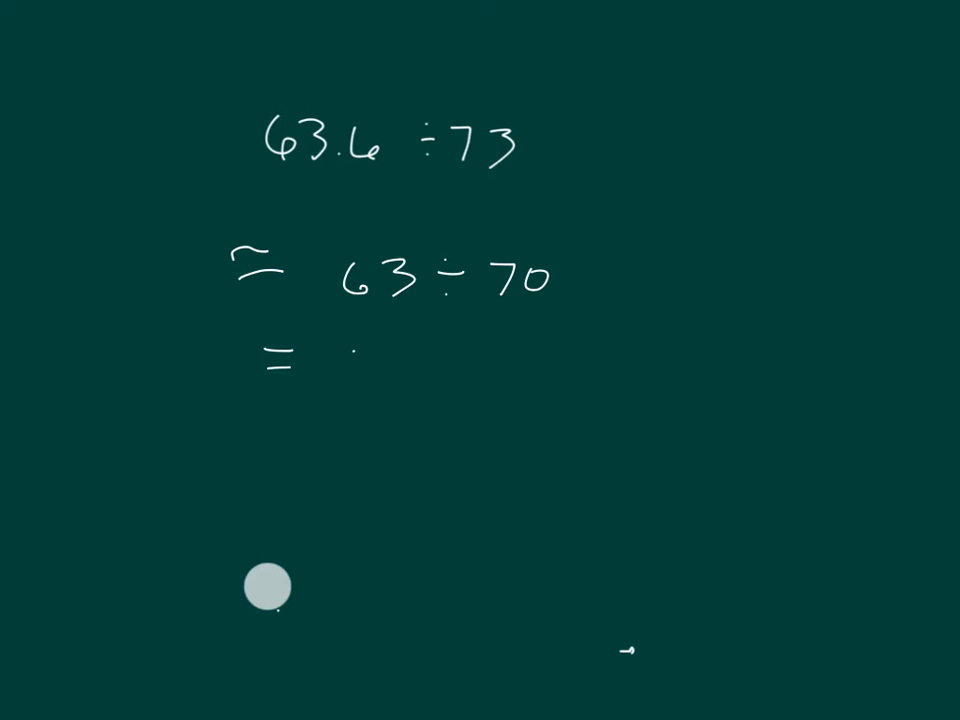 63.6 ÷ 73
≅ 63 ÷ 70
= .